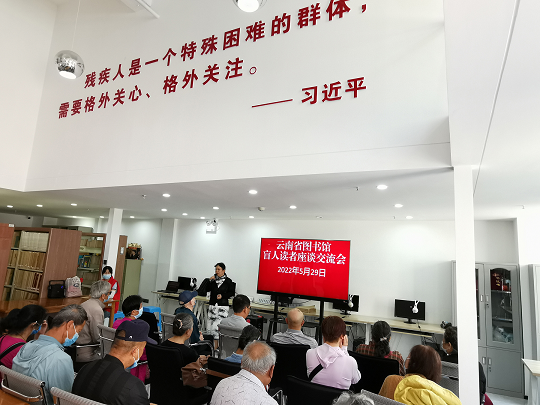 残疾人是一个特殊困难的群体，
需要格外关心、格外关注。
—— 习近平
云南省图书馆
盲人读者座谈交流会
2022年5月29日